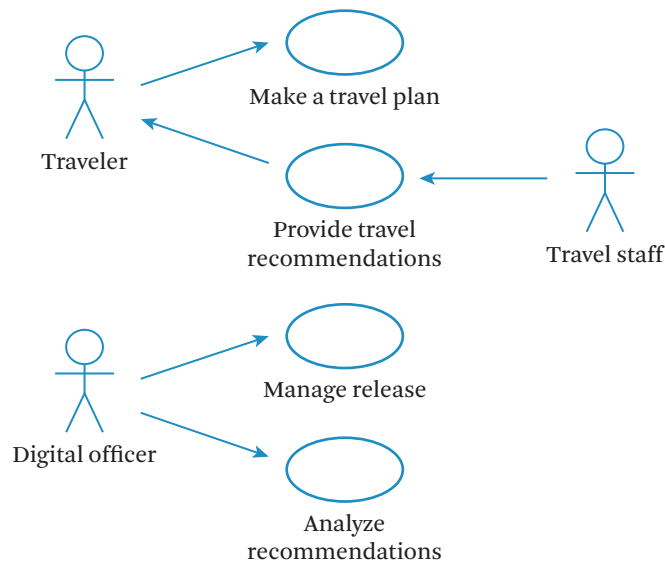 Make a travel plan
Traveler
Provide travel
recommendations
Travel staff
Manage release
Digital officer
Analyze
recommendations